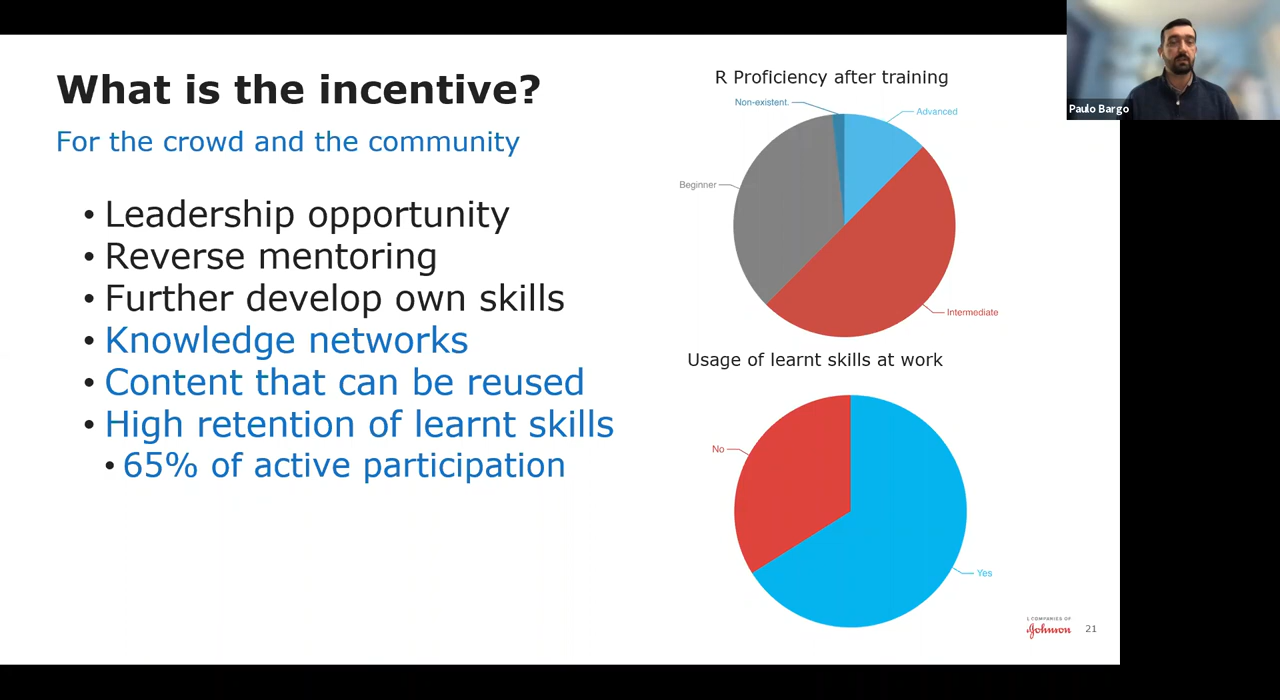 What is the incentive?
For the crowd and the community
• Leadership opportunity
• Reverse mentoring
• Further develop own skills
• Knowledge networks
• Content that can be reused
• High retention of learnt skills
• 65% of active participation
R Proficiency after training
Non-existent.
Advanced
Beginner
Intermediate
Usage of learnt skills at work
No
Yes
L COMPANIES OF
Johnson
21
Paulo Bargo